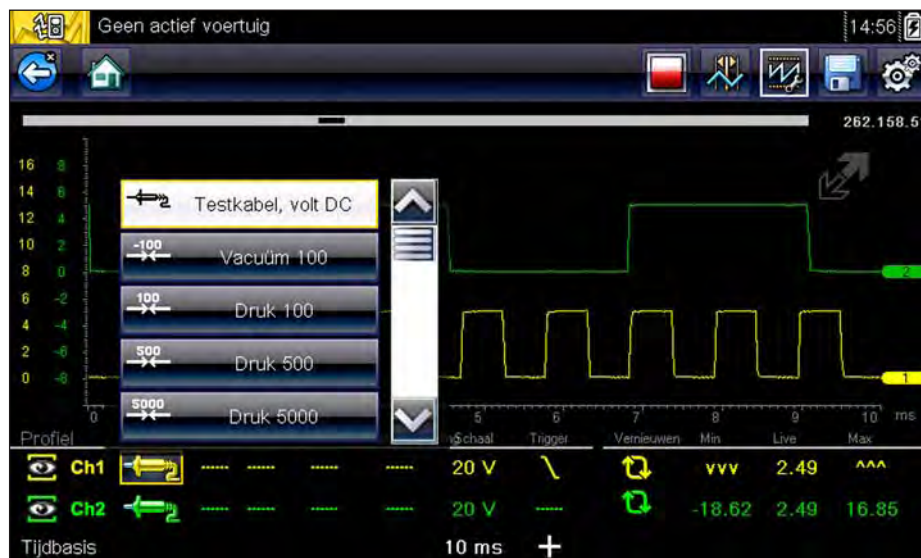 Geen actief voertuig 14:56
262.158.5
16 8
14 6
12 4
10 2
8 0
6 -2
4 -4
2 -6
0 -8
Testkabel, volt DC
-100 Vacuüm 100
100 Druk 100
500 Druk 500
5000 Druk 5000
2
1
0 5 6 7 8 9 10 ms
Profiel Schaal Trigger Vernieuwen Min Live Max
Ch1 ----- ----- ----- ----- 20 V vvv 2.49 ^^^
Ch2 ----- ----- ----- ----- 20 V ----- -18.62 2.49 16.85
Tijdbasis 10 ms +